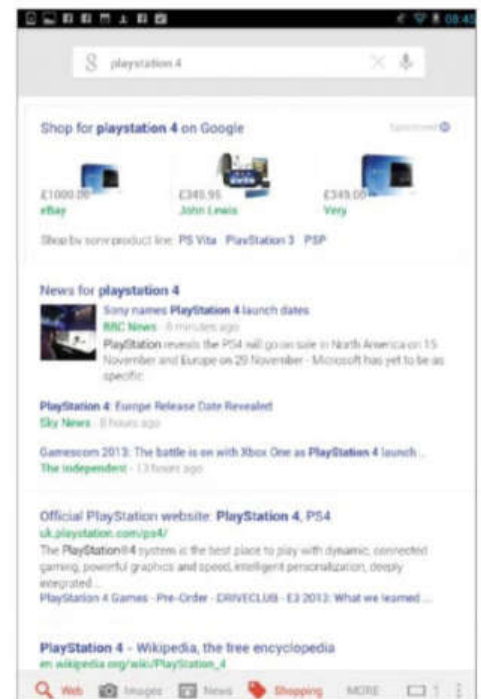 08:45
playstation 4
Shop for playstation 4 on Google
Sponsored
£1000.00 £349.95 £349.00
eBay John Lewis Very
Shop by sony product line: PS Vita PlayStation 3 PSP
News for playstation 4
Sony names PlayStation 4 launch dates
BBC News - 8 minutes ago
PlayStation reveals the PS4 will go on sale in North America on 15
November and Europe on 29 November - Microsoft has yet to be as
specific.
PlayStation 4: Europe Release Date Revealed
Sky News - 8 hours ago
Gamescom 2013: The battle is on with Xbox One as PlayStation 4 launch ...
The Independent - 13 hours ago
Official PlayStation website: PlayStation 4, PS4
uk.playstation.com/ps4/
The PlayStation®4 system is the best place to play with dynamic, connected
gaming, powerful graphics and speed, intelligent personalization, deeply
integrated ...
PlayStation 4 Games - Pre-Order - DRIVECLUB - E3 2013: What we learned ...
PlayStation 4 - Wikipedia, the free encyclopedia
en.wikipedia.org/wiki/PlayStation_4
Web Images News Shopping MORE 1